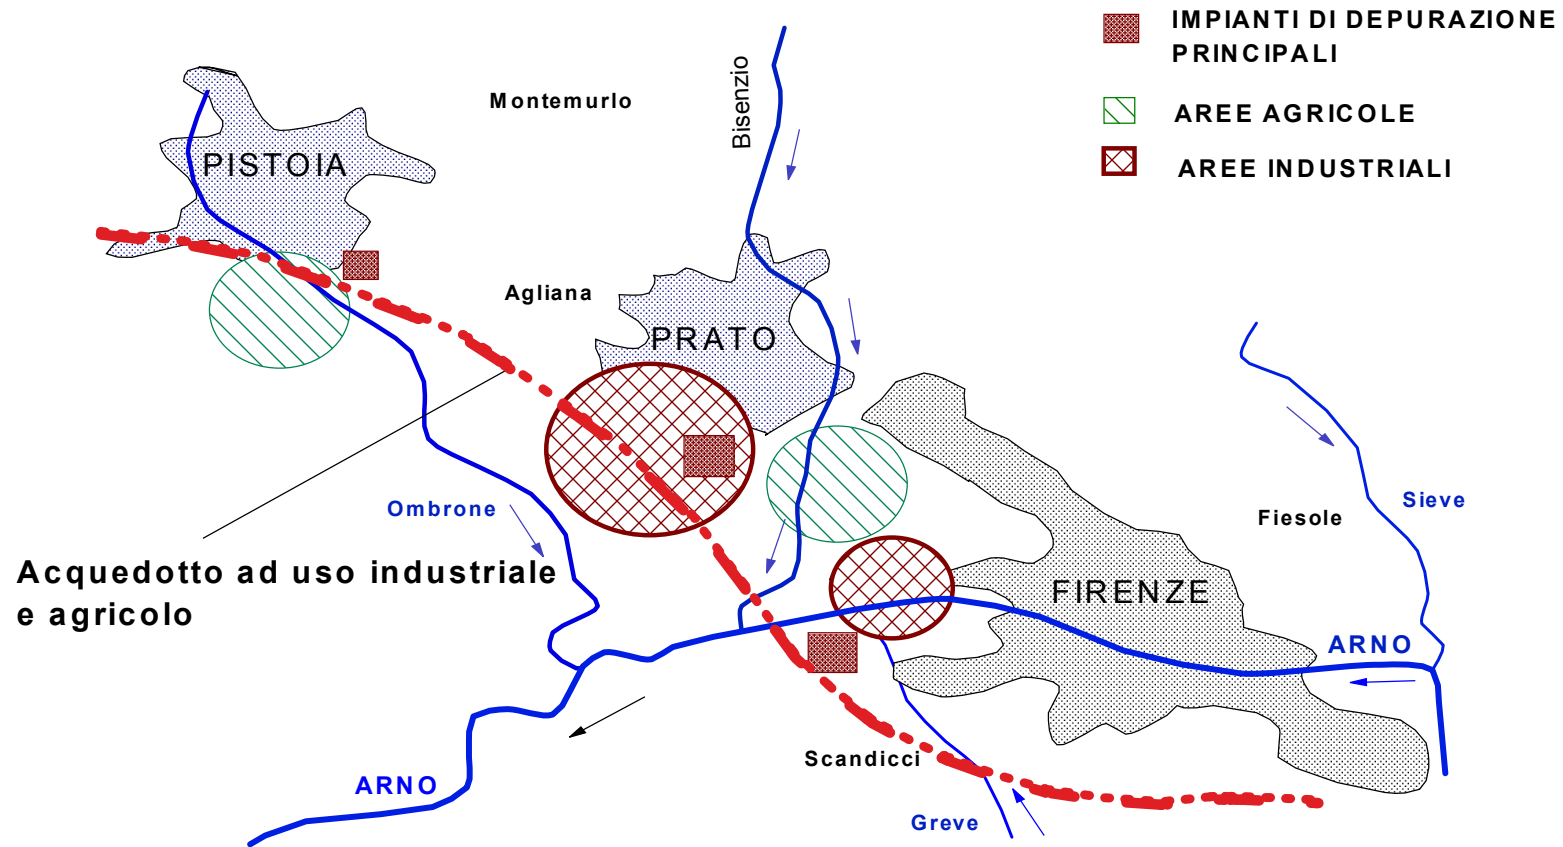 IMPIANTI DI DEPURAZIONE
PRINCIPALI
AREE AGRICOLE
AREE INDUSTRIALI
Montemurlo
Bisenzio
PISTOIA
Agliana
PRATO
Ombrone
Sieve
Fiesole
Acquedotto ad uso industriale
e agricolo
FIRENZE
ARNO
Scandicci
ARNO
Greve